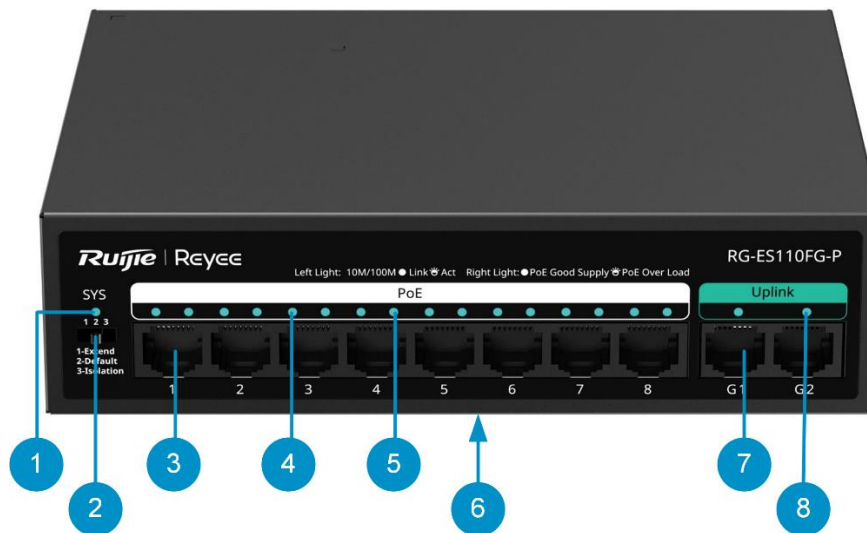 Ruijie | Reyee
RG-ES110FG-P
Left Light: 10M/100M ● Link ☀ Act Right Light: ● PoE Good Supply ☀ PoE Over Load
SYS
PoE
Uplink
1 2 3
1-Extend
2-Default
3-Isolation
1 2 3 4 5 6 7 8 G1 G2
1 2 3 4 5 6 7 8